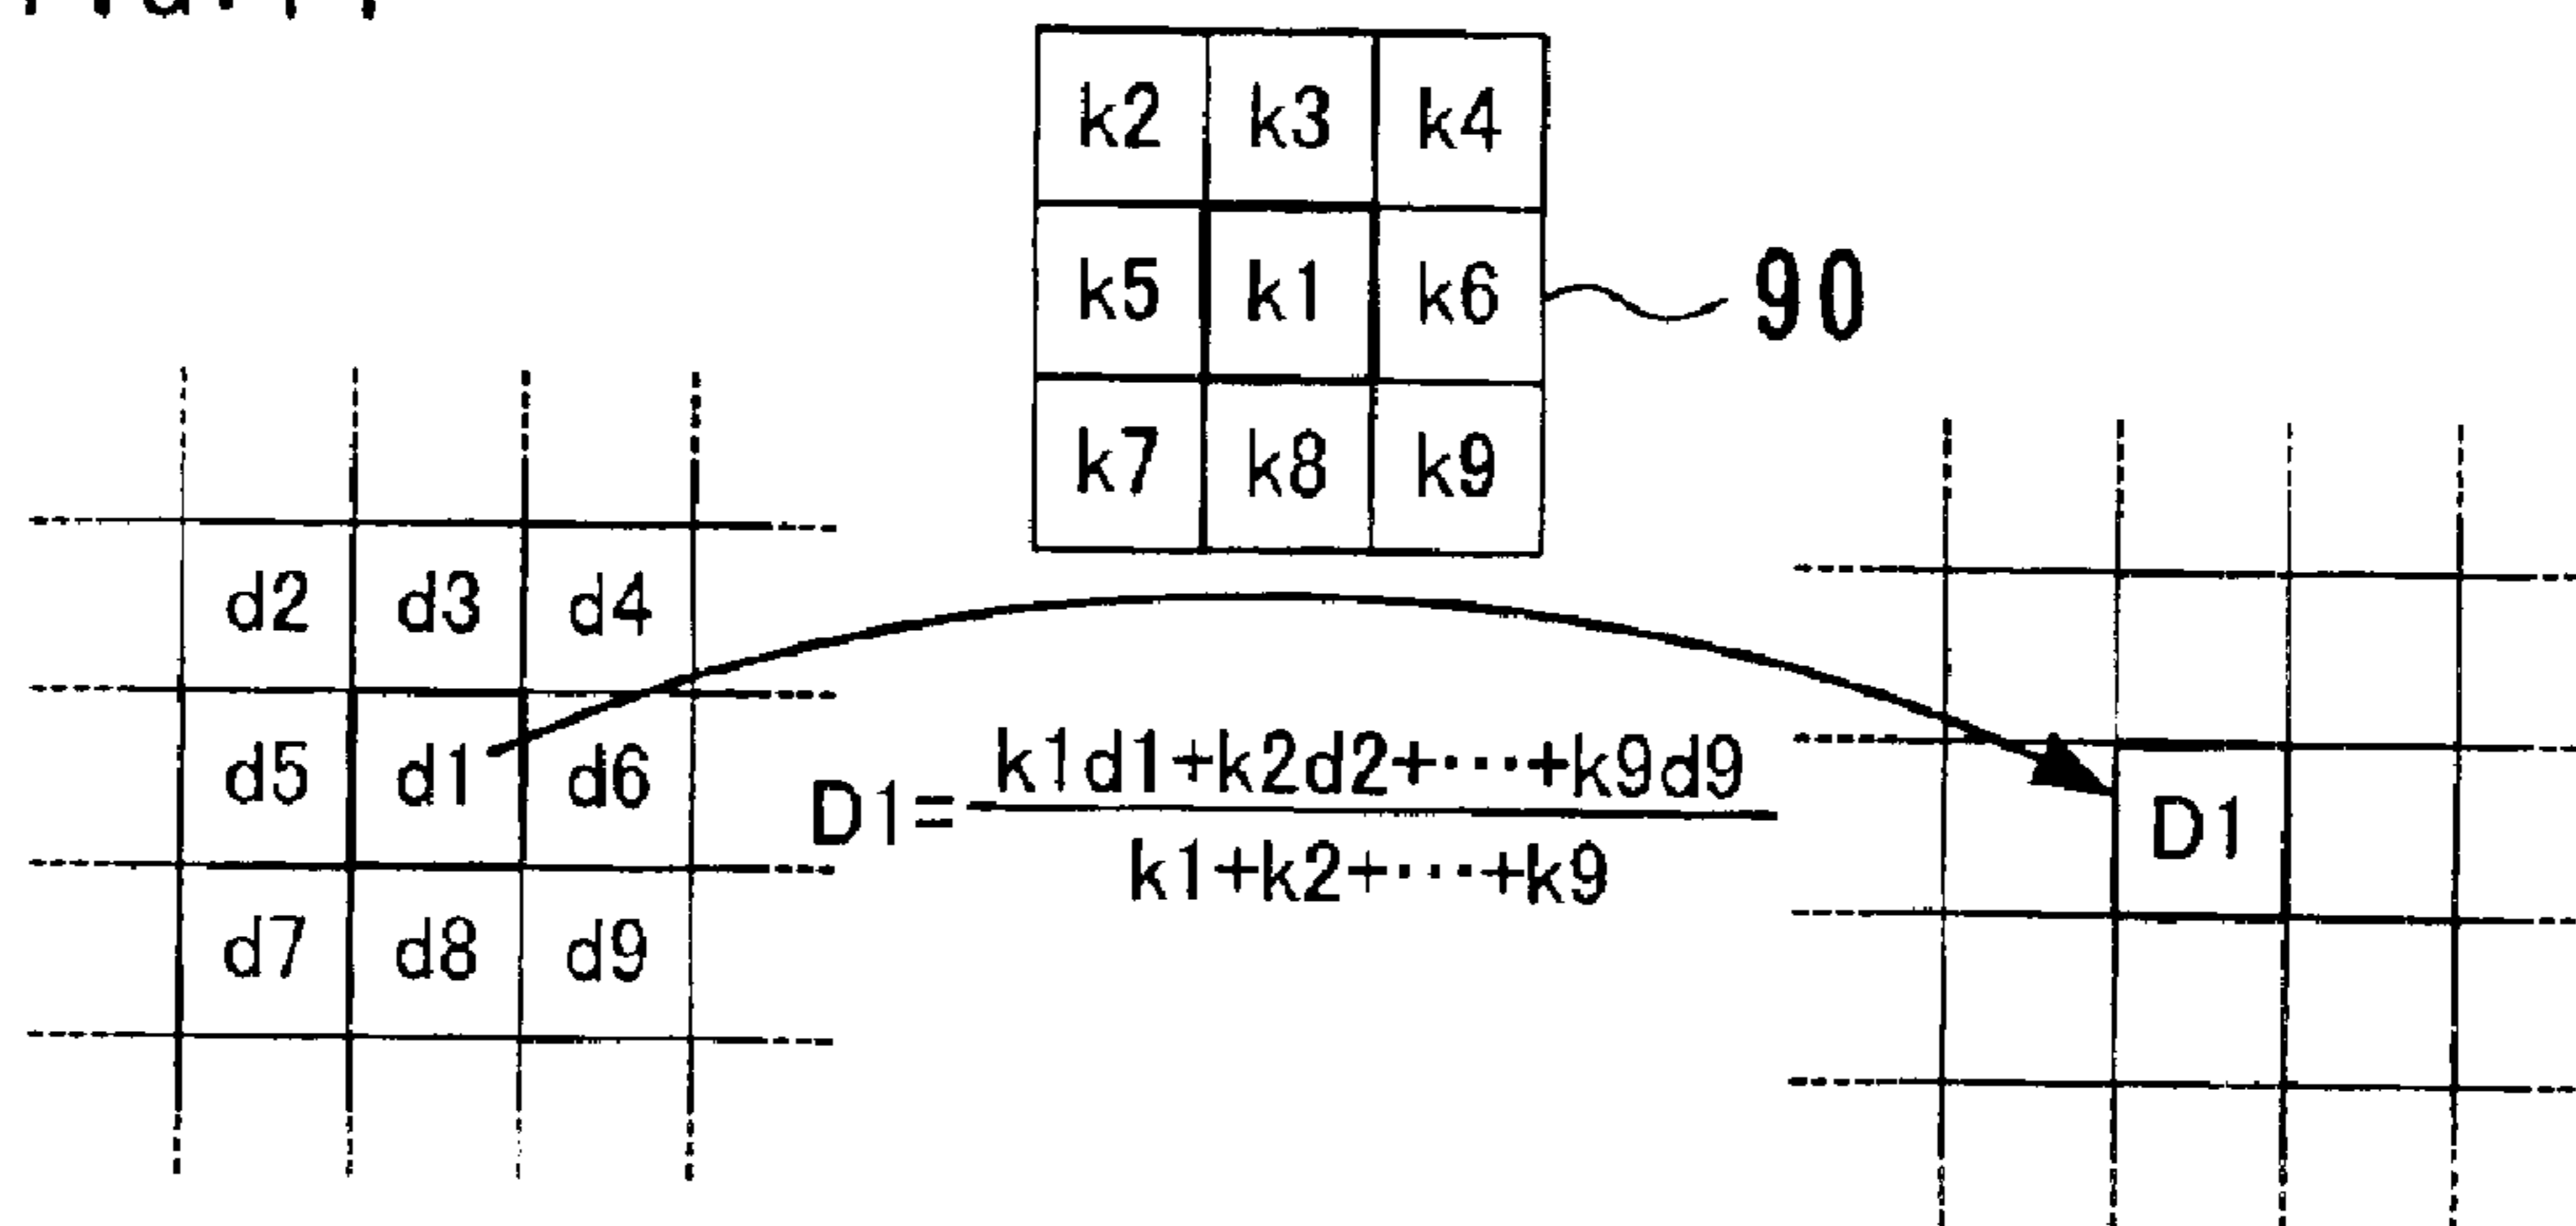 k2 k3 k4
k5 k1 k6
90
k7 k8 k9
d2 d3 d4
d5 d1 d6
d7 d8 d9
D1=k1d1+k2d2+···+k9d9
k1+k2+···+k9
D1